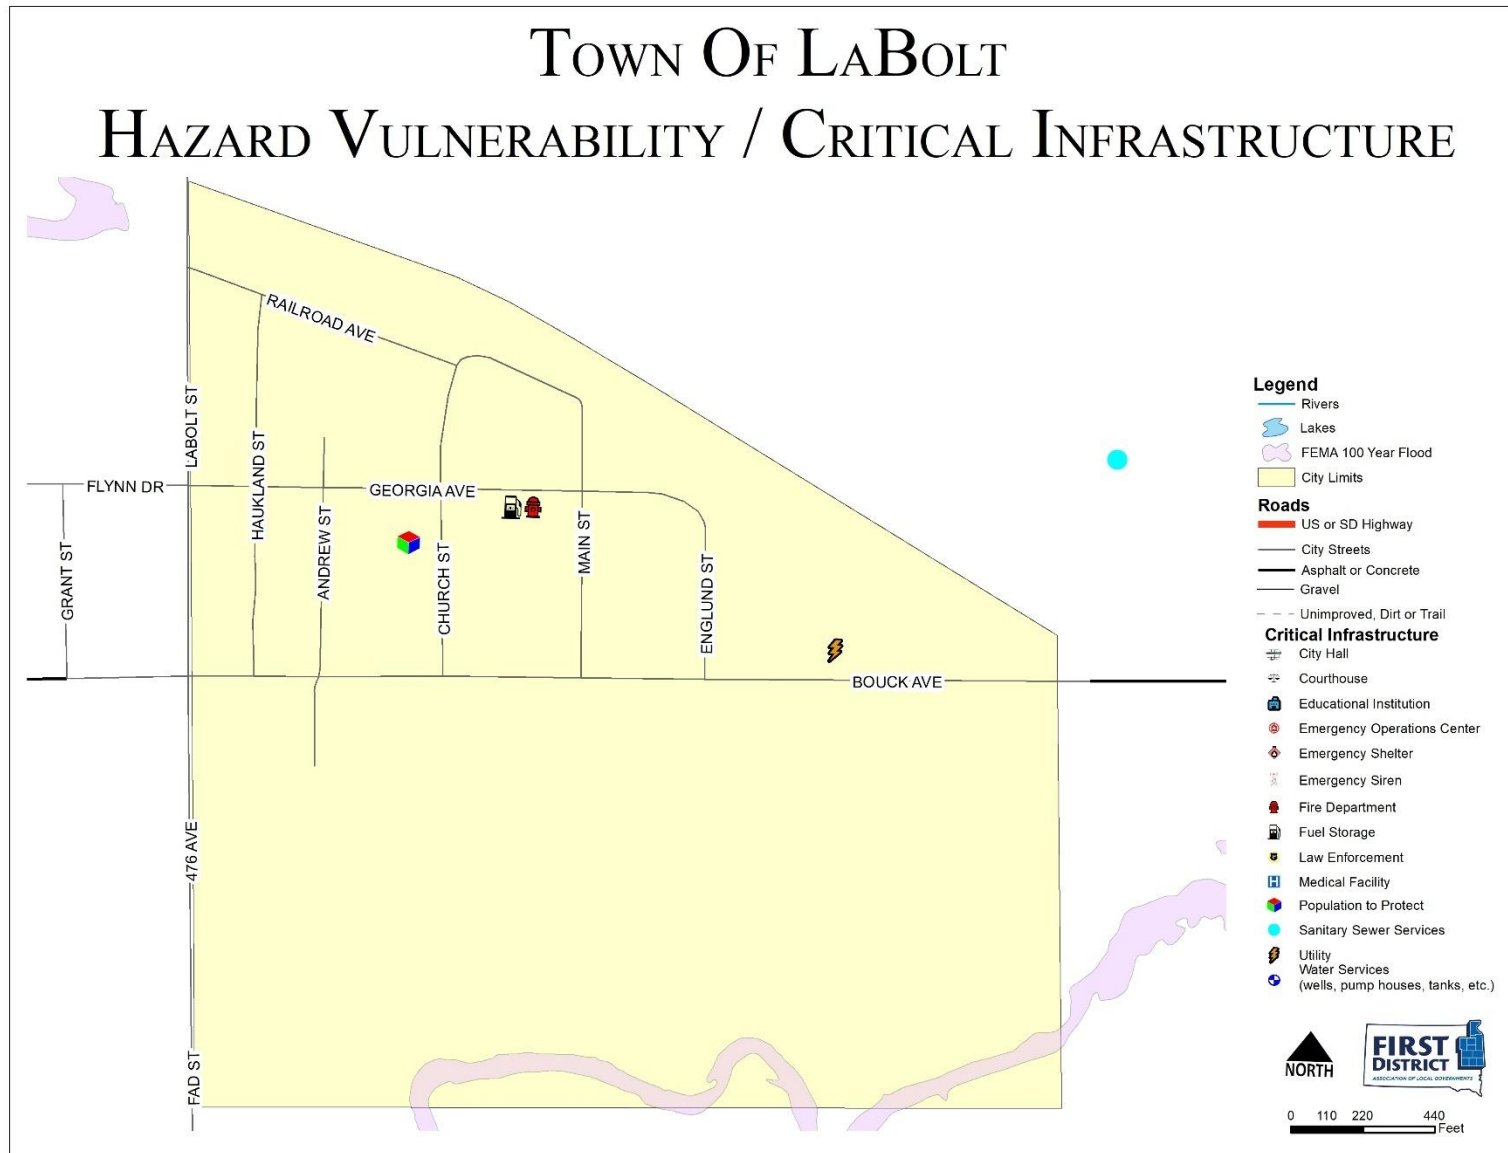 TOWN OF LABOLT
HAZARD VULNERABILITY / CRITICAL INFRASTRUCTURE
RAILROAD AVE
LABOLT ST
HAUKLAND ST
FLYNN DR
GEORGIA AVE
GRANT ST
ANDREW ST
CHURCH ST
MAIN ST
ENGLUND ST
BOUCK AVE
476 AVE
FAD ST
Legend
Rivers
Lakes
FEMA 100 Year Flood
City Limits
Roads
US or SD Highway
City Streets
Asphalt or Concrete
Gravel
Unimproved, Dirt or Trail
Critical Infrastructure
City Hall
Courthouse
Educational Institution
Emergency Operations Center
Emergency Shelter
Emergency Siren
Fire Department
Fuel Storage
Law Enforcement
Medical Facility
Population to Protect
Sanitary Sewer Services
Utility
Water Services
(wells, pump houses, tanks, etc.)
NORTH
FIRST
DISTRICT
ASSOCIATION OF LOCAL GOVERNMENTS
0 110 220 440
Feet